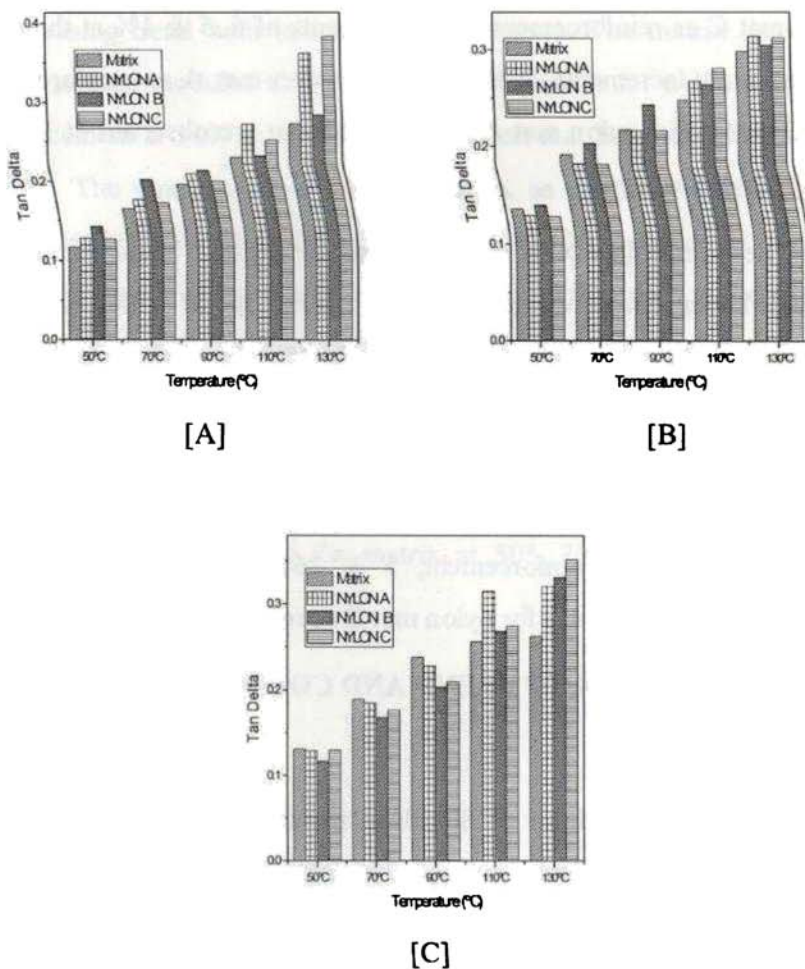 0.4
0.3
0.2
0.1
0.0
Tan Delta
Matrix
NYLON A
NYLON B
NYLON C
50°C 70°C 90°C 110°C 130°C
Temperature (°C)
[A]
0.3
0.2
0.1
0.0
Tan Delta
Matrix
NYLON A
NYLON B
NYLON C
50°C 70°C 90°C 110°C 130°C
Temperature (°C)
[B]
0.3
0.2
0.1
0.0
Tan Delta
Matrix
NYLON A
NYLON B
NYLON C
50°C 70°C 90°C 110°C 130°C
Temperature (°C)
[C]